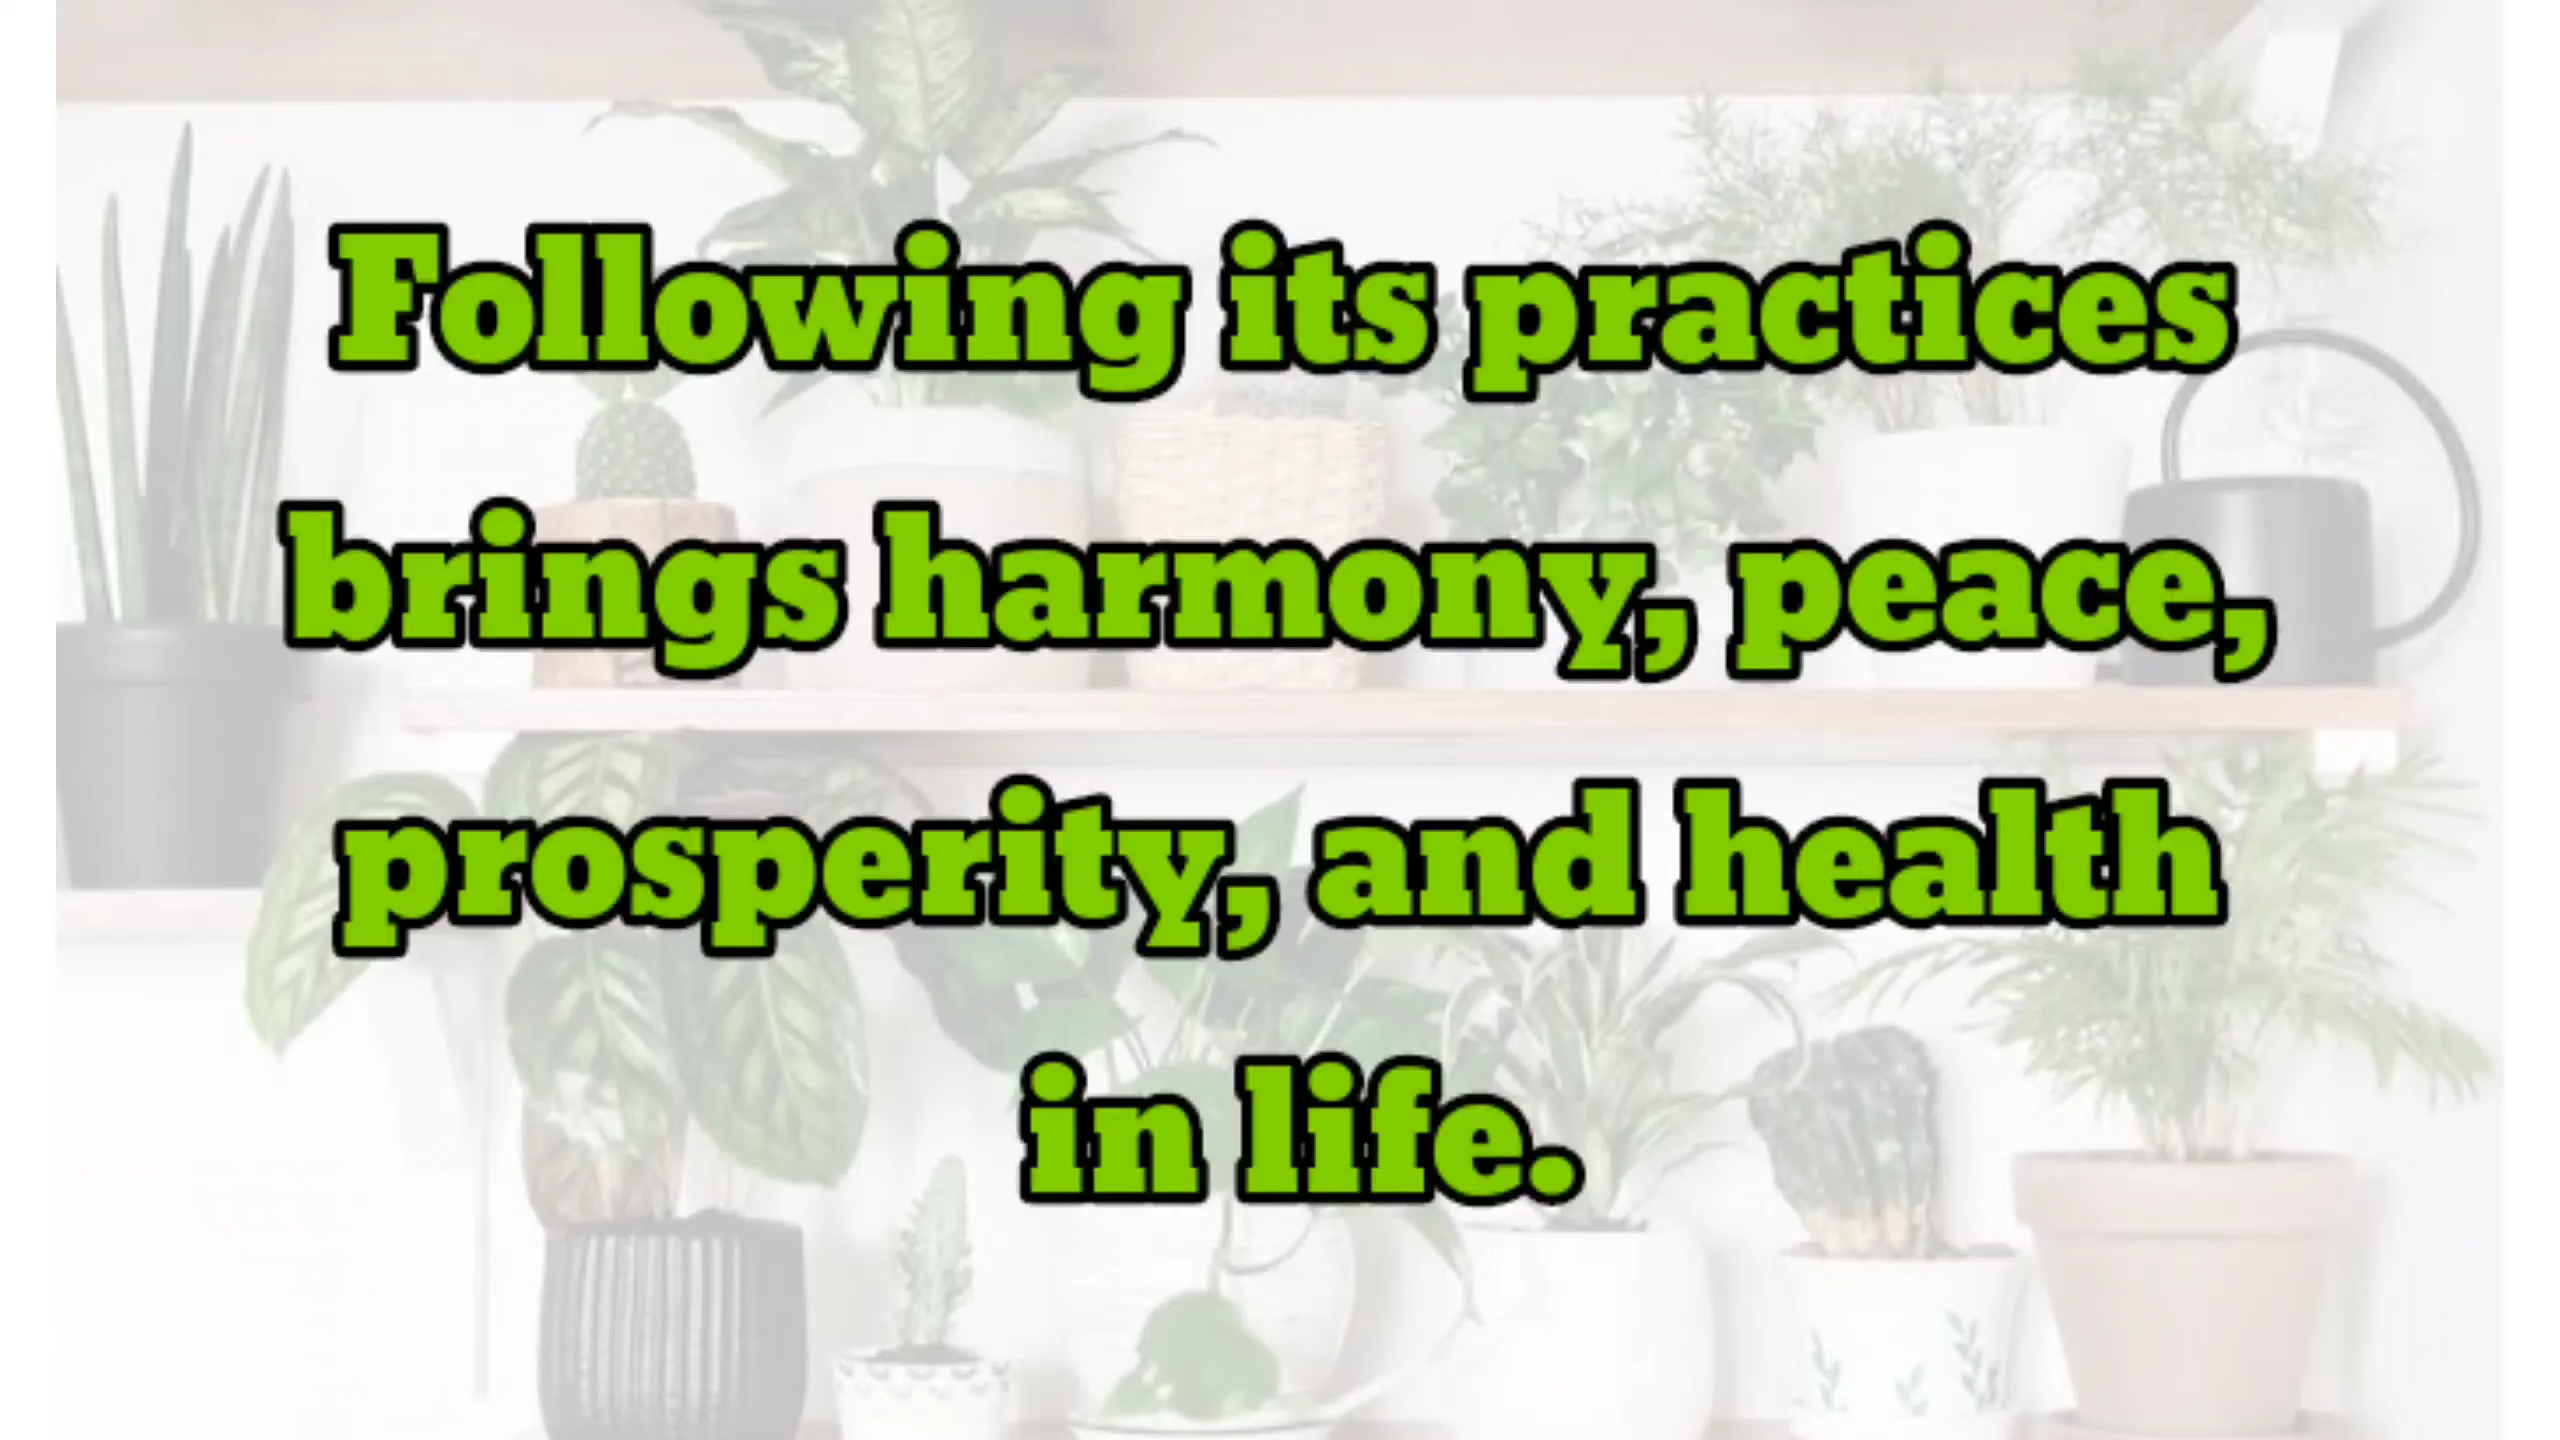 Following its practices
brings harmony, peace,
prosperity, and health
in life.